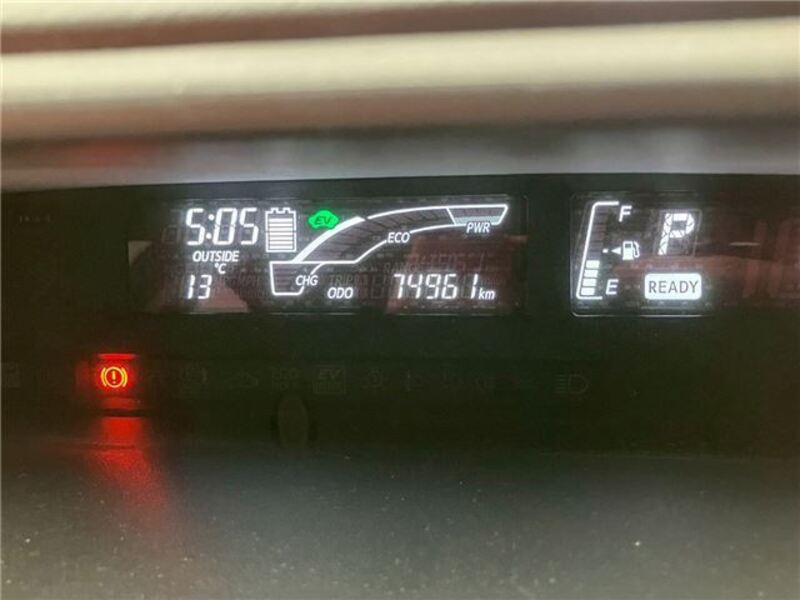 5:05
EV
F
P
ECO
PWR
OUTSIDE
°C
13
CHG
ODO
74961 km
E
READY